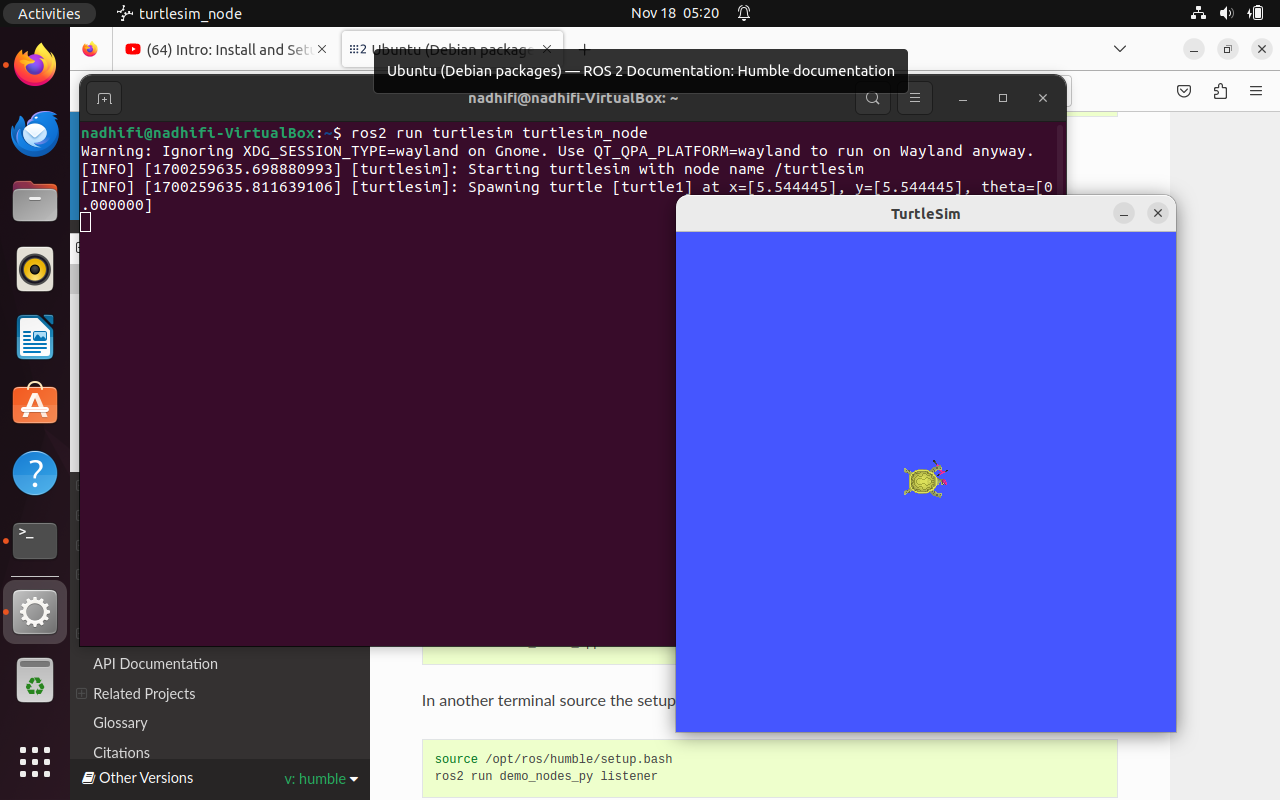 Activities
turtlesim_node
Nov 18 05:20
(64) Intro: Install and Setu
Ubuntu (Debian package
Ubuntu (Debian packages) — ROS 2 Documentation: Humble documentation
nadhifi@nadhifi-VirtualBox: ~
nadhifi@nadhifi-VirtualBox:~$ ros2 run turtlesim turtlesim_node
Warning: Ignoring XDG_SESSION_TYPE=wayland on Gnome. Use QT_QPA_PLATFORM=wayland to run on Wayland anyway.
[INFO] [1700259635.698880993] [turtlesim]: Starting turtlesim with node name /turtlesim
[INFO] [1700259635.811639106] [turtlesim]: Spawning turtle [turtle1] at x=[5.544445], y=[5.544445], theta=[0
.000000]
TurtleSim
API Documentation
Related Projects
Glossary
Citations
Other Versions
v: humble
In another terminal source the setup
source /opt/ros/humble/setup.bash
ros2 run demo_nodes_py listener